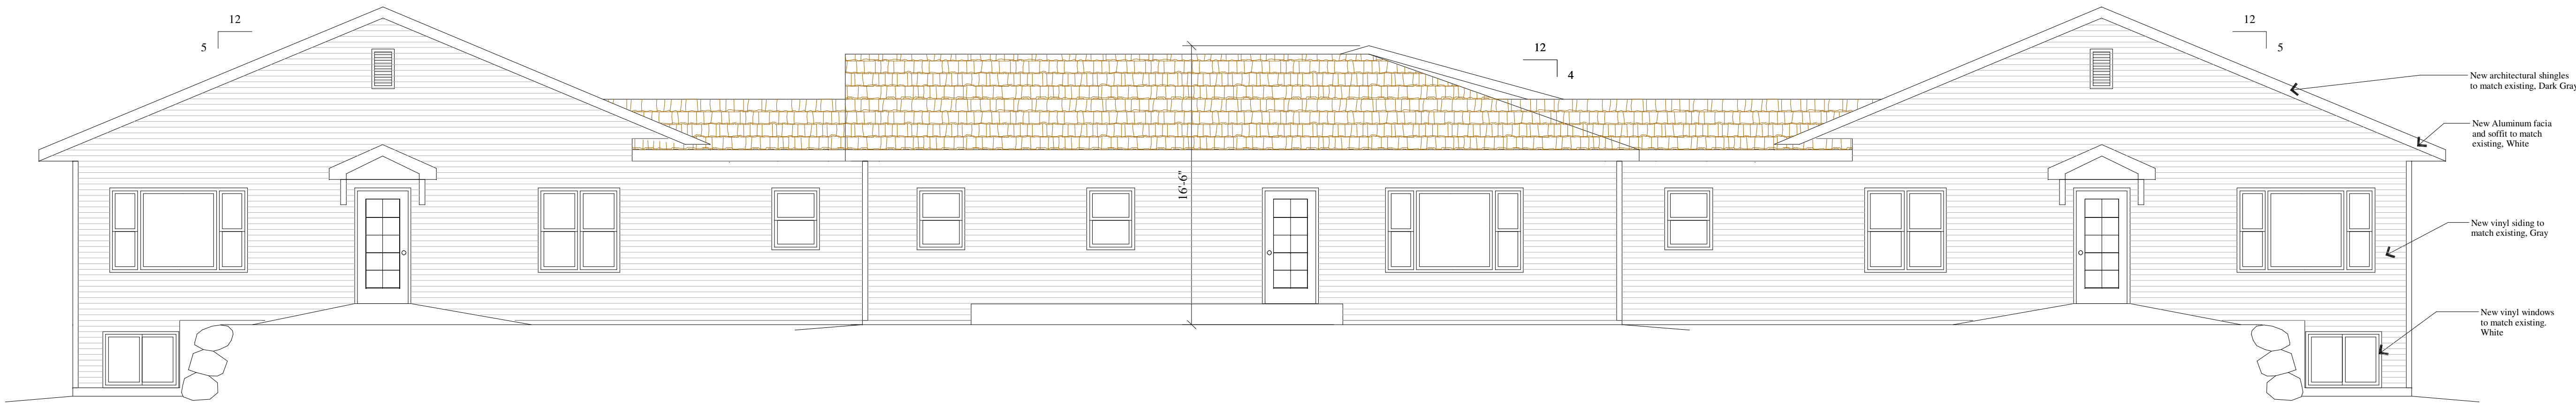 12
5
16'-6"
12
4
12
5
New architectural shingles
to match existing, Dark Gray
New Aluminum facia
and soffit to match
existing, White
New vinyl siding to
match existing, Gray
New vinyl windows
to match existing.
White